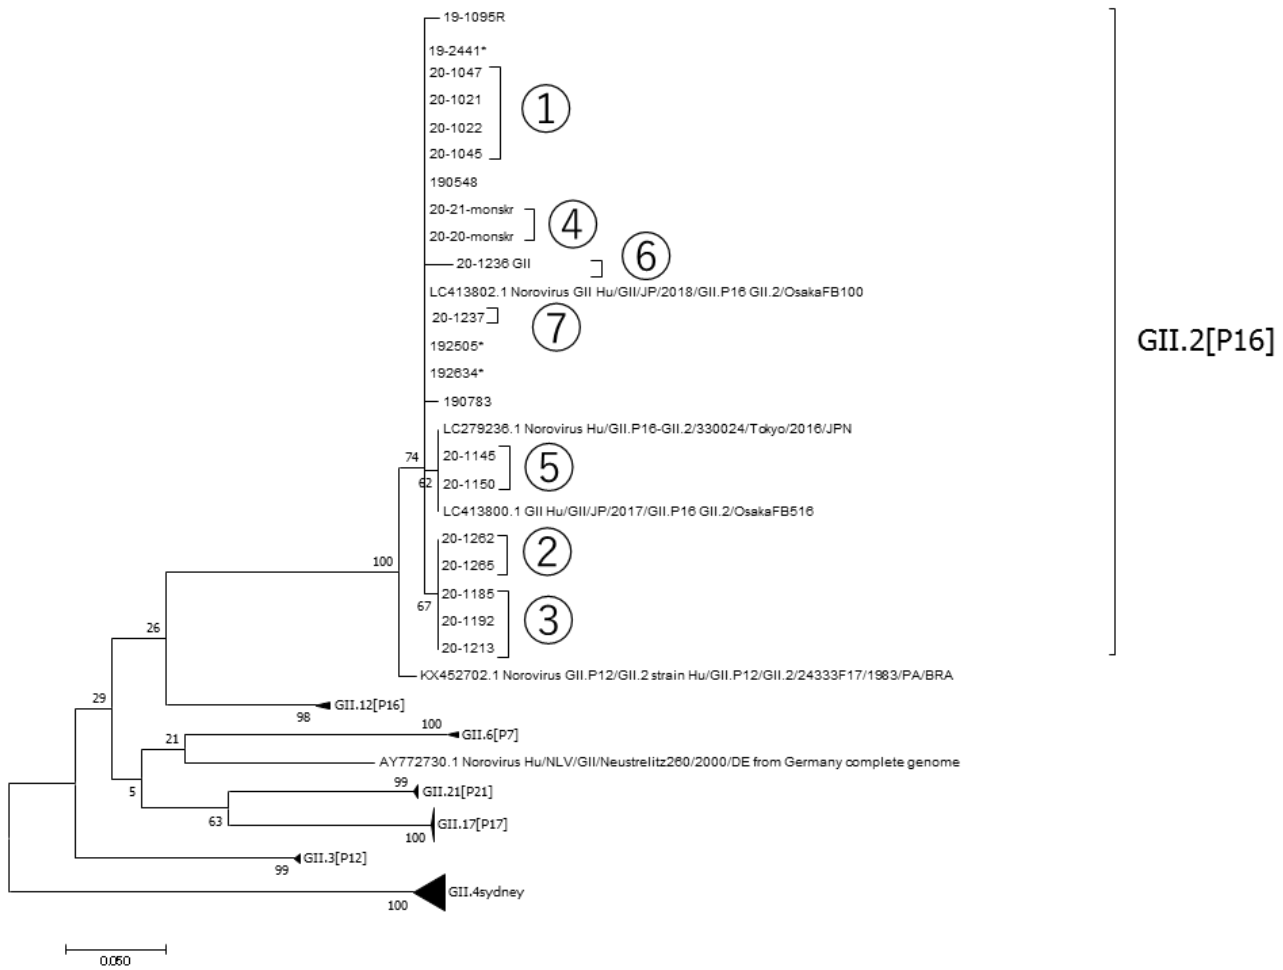 19-1095R
19-2441*
20-1047
20-1021
①
20-1022
20-1045
190548
20-21-monskr
④
20-20-monskr
20-1236 GII
⑥
LC413802.1 Norovirus GII Hu/GII/JP/2018/GII.P16 GII.2/OsakaFB100
20-1237
⑦
GII.2[P16]
192505*
192634*
190783
LC279236.1 Norovirus Hu/GII.P16-GII.2/330024/Tokyo/2016/JPN
74
20-1145
⑤
62
20-1150
LC413800.1 GII Hu/GII/JP/2017/GII.P16 GII.2/OsakaFB516
20-1262
②
20-1265
100
20-1185
67
20-1192
③
20-1213
26
KX452702.1 Norovirus GII.P12/GII.2 strain Hu/GII.P12/GII.2/24333F17/1983/PA/BRA
29
GII.12[P16]
98
100
GII.6[P7]
21
AY772730.1 Norovirus Hu/NLV/GII/Neustrelitz260/2000/DE from Germany complete genome
5
99
GII.21[P21]
63
GII.17[P17]
100
GII.3[P12]
99
GII.4sydney
100
0.050